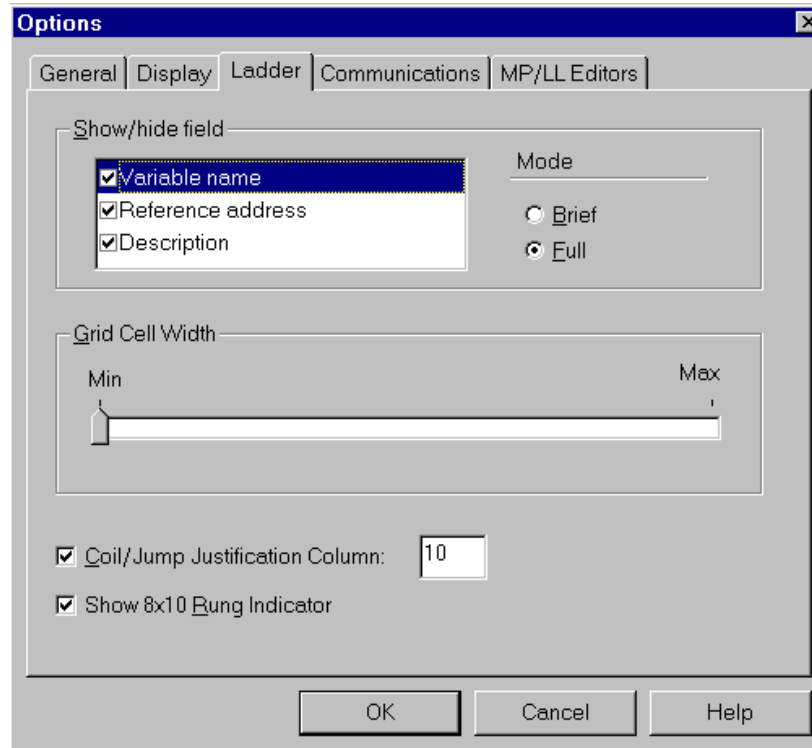 Options
General Display Ladder Communications MP/LL Editors
Show/hide field
Variable name
Reference address
Description
Mode
Brief
Full
Grid Cell Width
Min Max
Coil/Jump Justification Column: 10
Show 8x10 Rung Indicator
OK Cancel Help